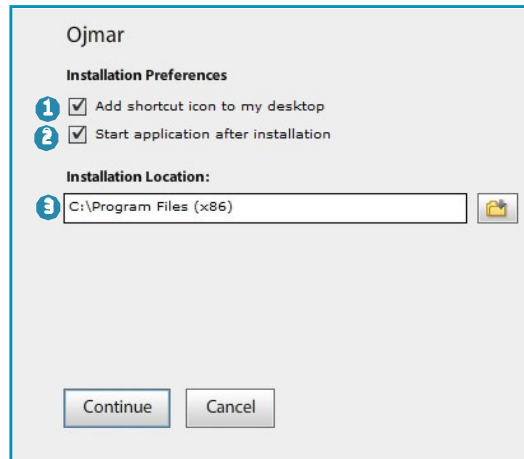 Ojmar
Installation Preferences
1 Add shortcut icon to my desktop
2 Start application after installation
Installation Location:
3 C:\Program Files (x86)
Continue Cancel